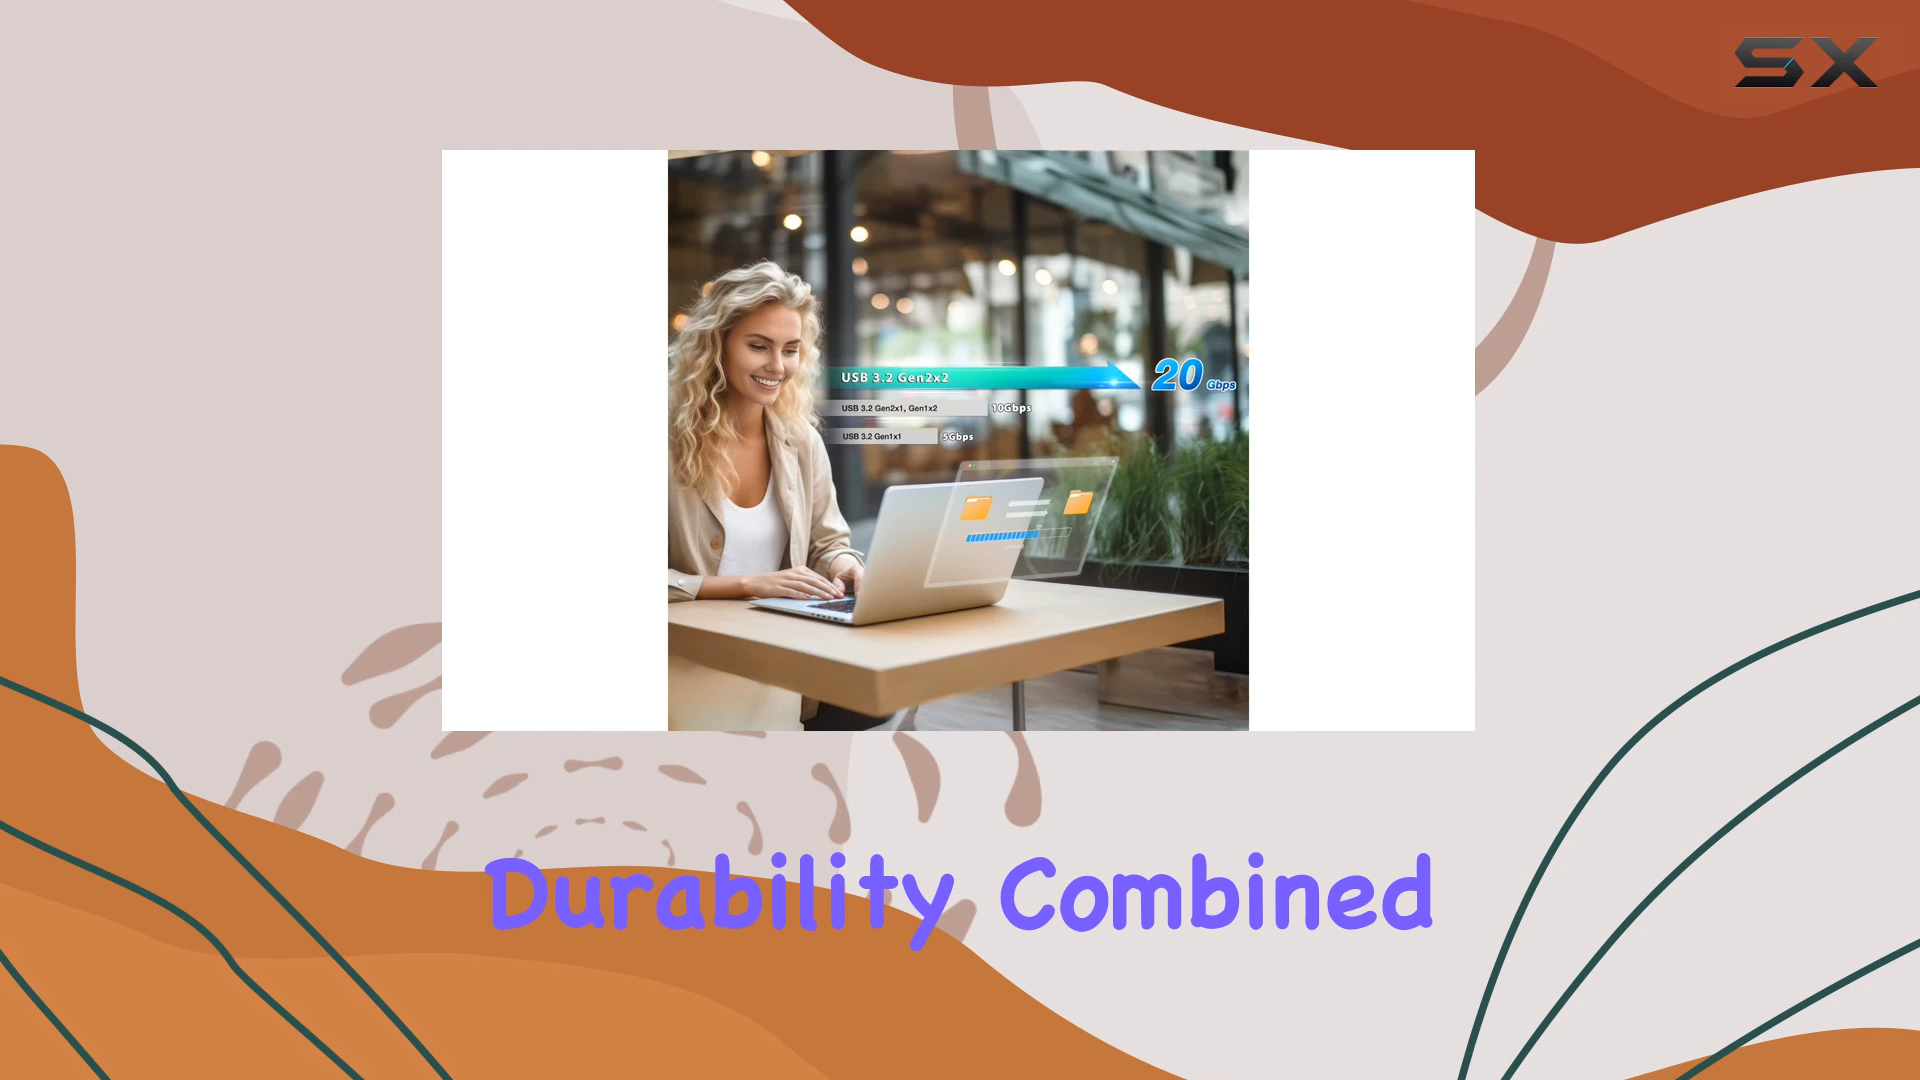 SX
USB 3.2 Gen2x2
20 Gbps
USB 3.2 Gen2x1, Gen1x2
10Gbps
USB 3.2 Gen1x1
5Gbps
Durability Combined